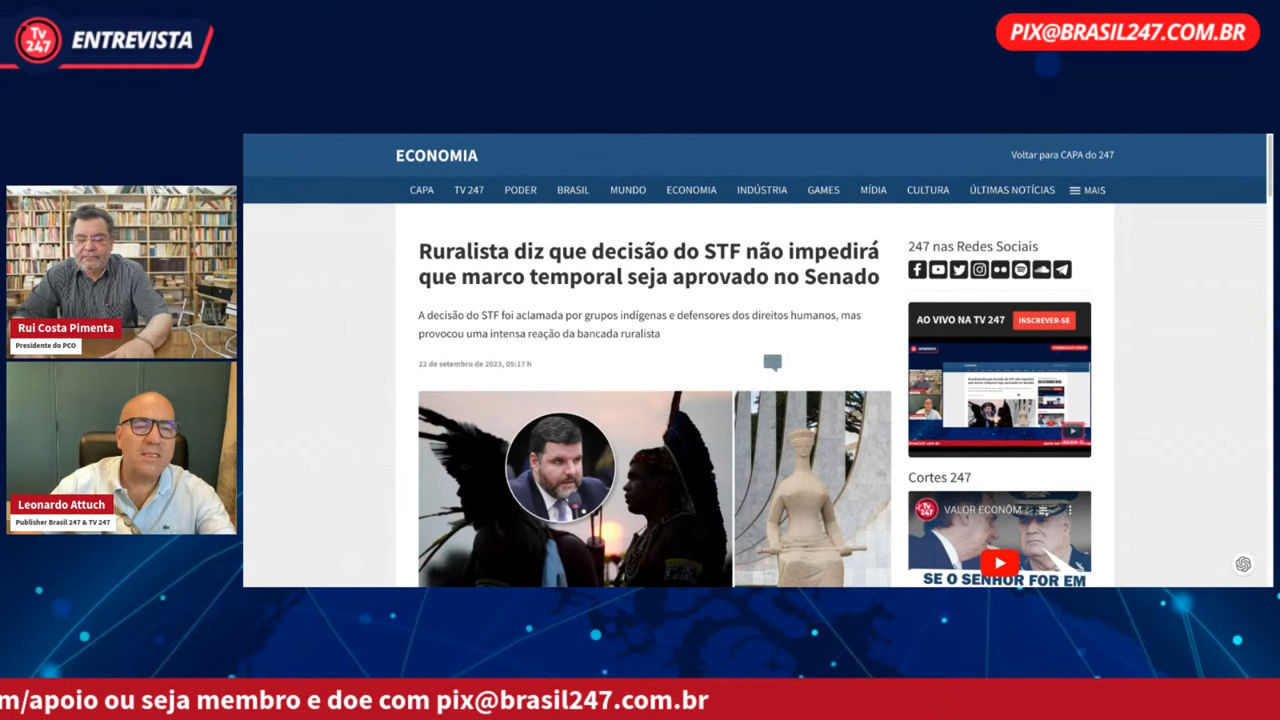 Tv 247
ENTREVISTA
PIX@BRASIL247.COM.BR
Rui Costa Pimenta
Presidente do PCO
Leonardo Attuch
Publisher Brasil 247 & TV 247
ECONOMIA
Voltar para CAPA do 247
CAPA TV 247 PODER BRASIL MUNDO ECONOMIA INDÚSTRIA GAMES MÍDIA CULTURA ÚLTIMAS NOTÍCIAS MAIS
Ruralista diz que decisão do STF não impedirá
que marco temporal seja aprovado no Senado
A decisão do STF foi aclamada por grupos indígenas e defensores dos direitos humanos, mas
provocou uma intensa reação da bancada ruralista
22 de setembro de 2023, 05:17 h
247 nas Redes Sociais
AO VIVO NA TV 247
INSCREVER-SE
Cortes 247
Tv 247
VALOR ECONÔM
SE O SENHOR FOR EM
m/apoio ou seja membro e doe com pix@brasil247.com.br